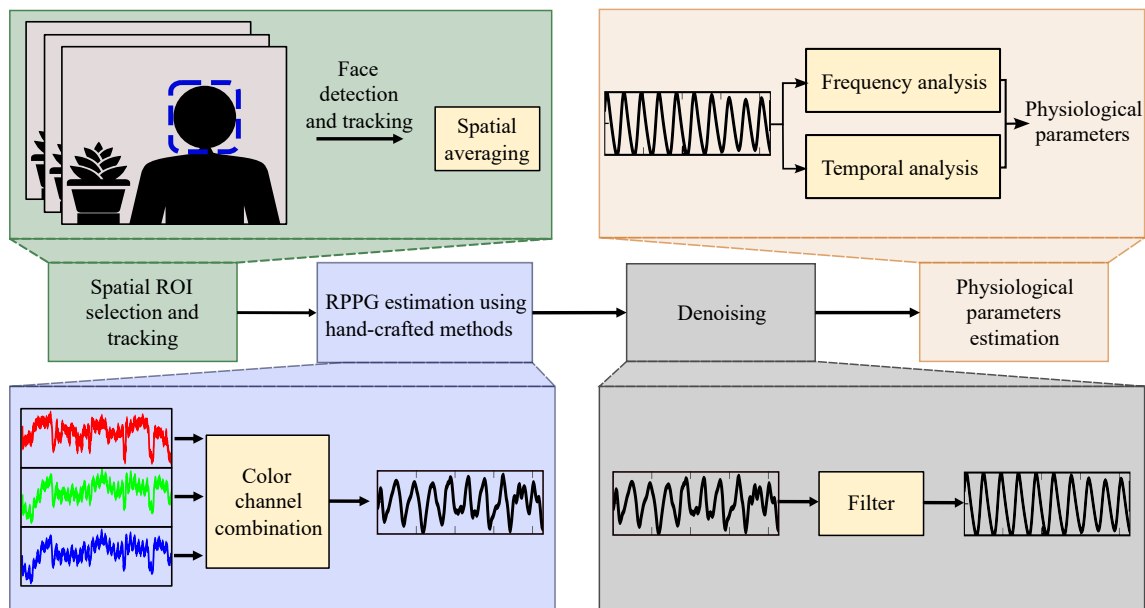 Face
detection
and tracking
Spatial
averaging
Frequency analysis
Temporal analysis
Physiological
parameters
Spatial ROI
selection and
tracking
RPPG estimation using
hand-crafted methods
Denoising
Physiological
parameters
estimation
Color
channel
combination
Filter